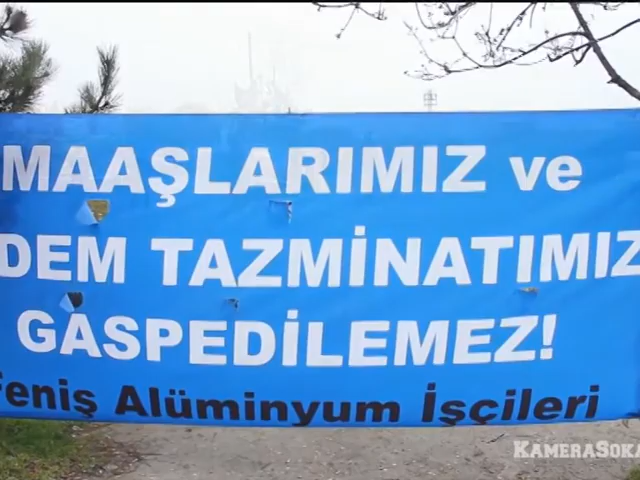 MAAŞLARIMIZ ve
DEM TAZMİNATIMIZ
GASPEDİLEMEZ!
Feniş Alüminyum İşçileri
KAMERASOKA